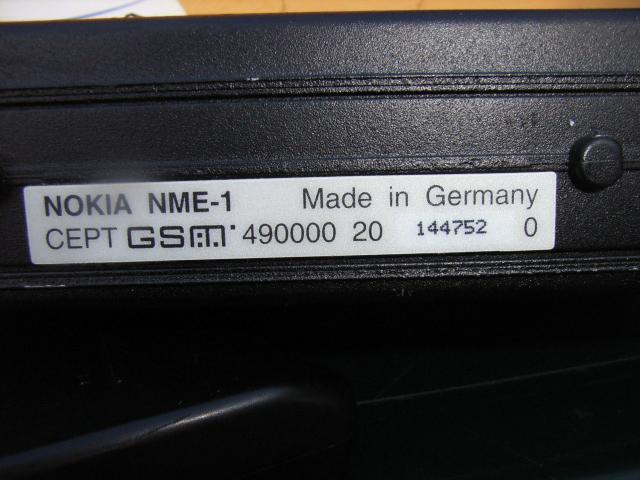 NOKIA NME-1 Made in Germany
CEPT GSM 490000 20 144752 0